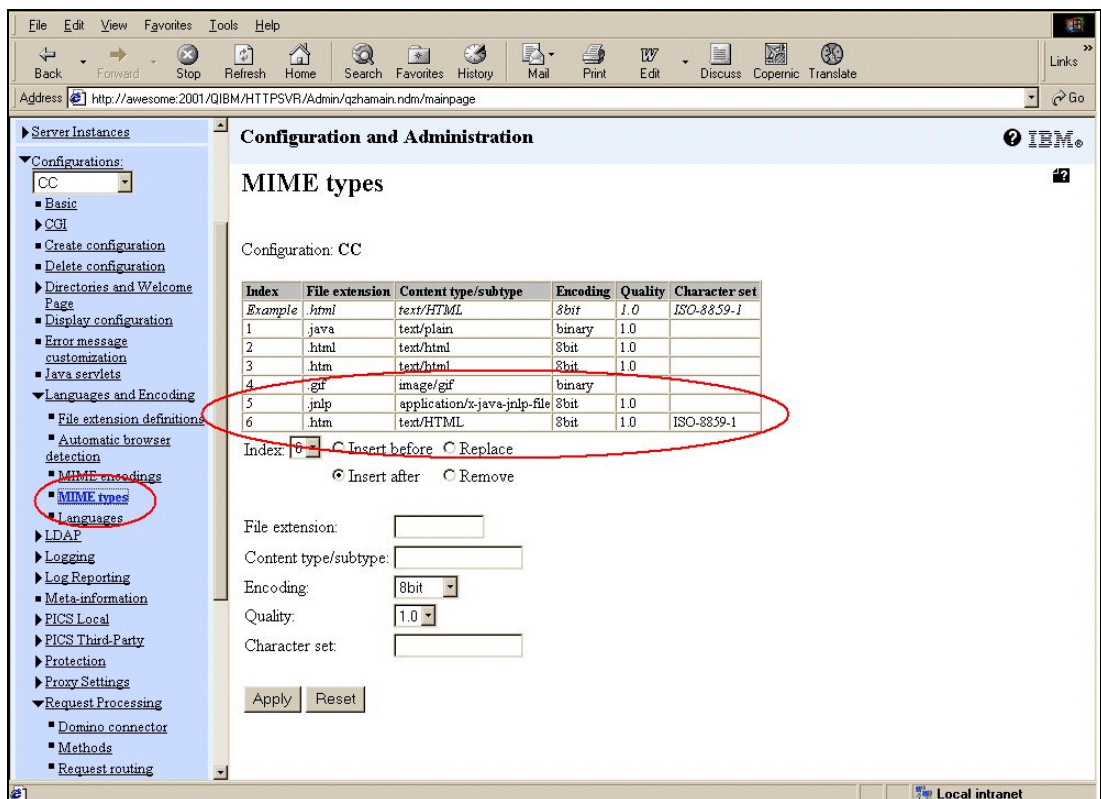 File Edit View Favorites Tools Help
Back Forward Stop Refresh Home Search Favorites History Mail Print Edit Discuss Copernic Translate Links »
Address http://awesome:2001/QIBM/HTTPSVR/Admin/qzhamain.ndm/mainpage Go
Server Instances
Configurations:
CC
Basic
CGI
Create configuration
Delete configuration
Directories and Welcome
Page
Display configuration
Error message
customization
Java servlets
Languages and Encoding
File extension definitions
Automatic browser
detection
MIME encodings
MIME types
Languages
LDAP
Logging
Log Reporting
Meta-information
PICS Local
PICS Third-Party
Protection
Proxy Settings
Request Processing
Domino connector
Methods
Request routing
Configuration and Administration
IBM®
MIME types
Configuration: CC
Index File extension Content type/subtype Encoding Quality Character set
Example .html text/HTML 8bit 1.0 ISO-8859-1
1 .java text/plain binary 1.0
2 .html text/html 8bit 1.0
3 .htm text/html 8bit 1.0
4 .gif image/gif binary
5 .jnlp application/x-java-jnlp-file 8bit 1.0
6 .htm text/HTML 8bit 1.0 ISO-8859-1
Index: 6 Insert before Replace
Insert after Remove
File extension:
Content type/subtype:
Encoding: 8bit
Quality: 1.0
Character set:
Apply Reset
Local intranet